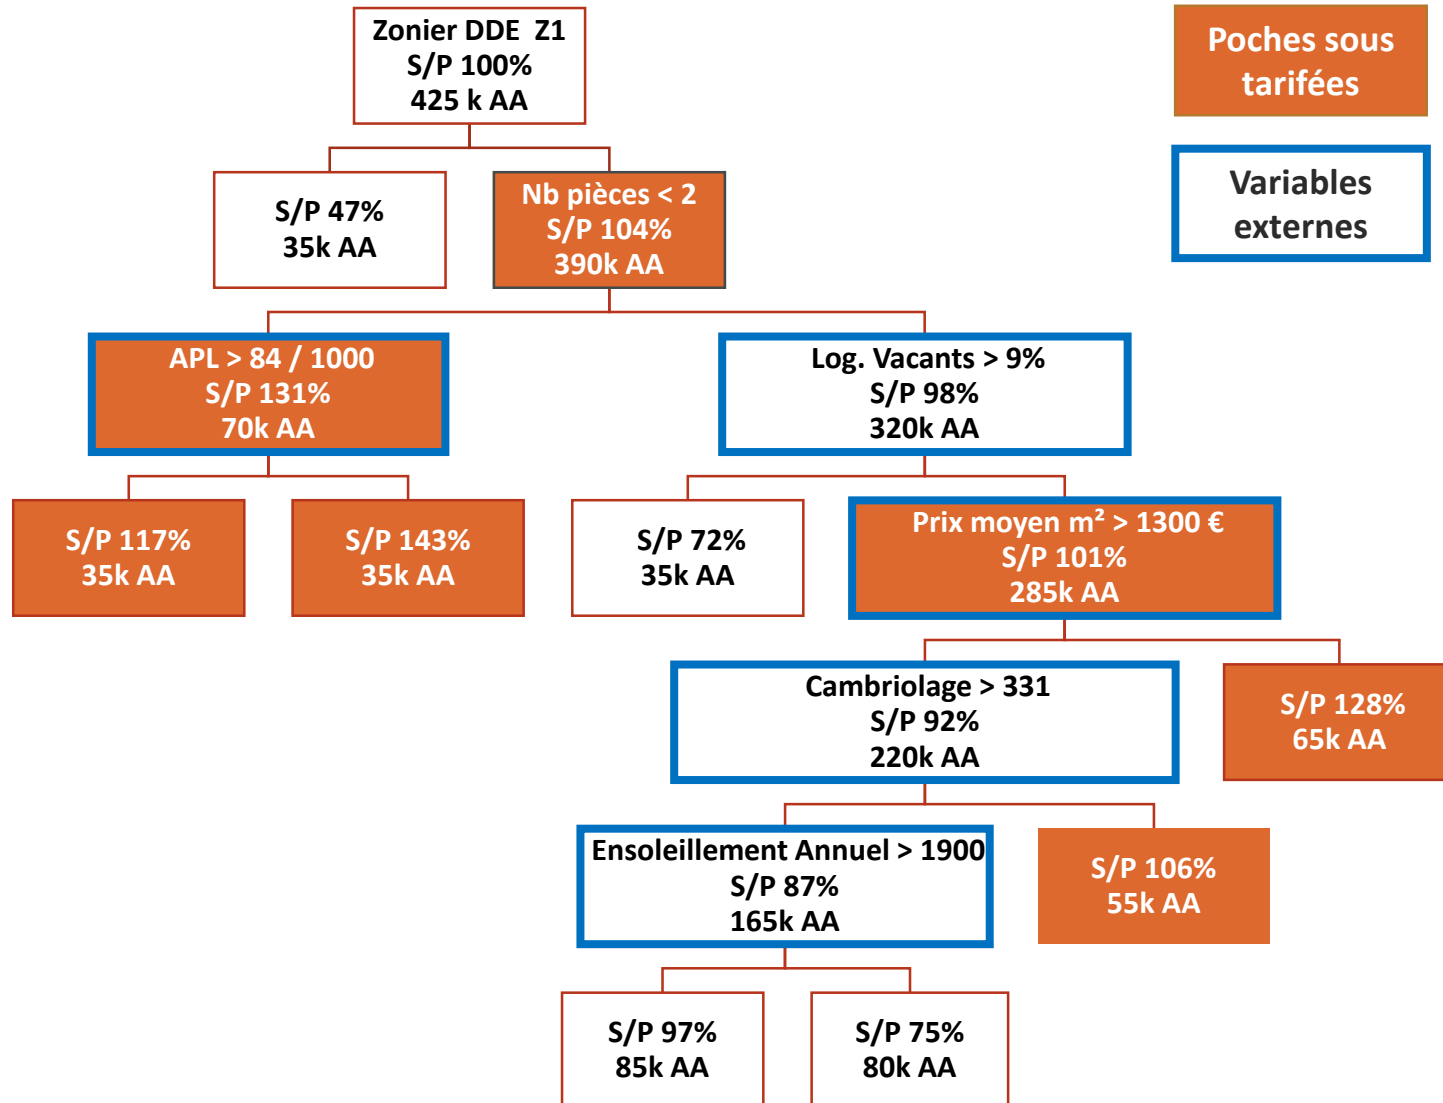 Zonier DDE Z1
S/P 100%
425 k AA
Poches sous
tarifées
Variables
externes
S/P 47%
35k AA
Nb pièces < 2
S/P 104%
390k AA
APL > 84 / 1000
S/P 131%
70k AA
Log. Vacants > 9%
S/P 98%
320k AA
S/P 117%
35k AA
S/P 143%
35k AA
S/P 72%
35k AA
Prix moyen m² > 1300 €
S/P 101%
285k AA
Cambriolage > 331
S/P 92%
220k AA
S/P 128%
65k AA
Ensoleillement Annuel > 1900
S/P 87%
165k AA
S/P 106%
55k AA
S/P 97%
85k AA
S/P 75%
80k AA